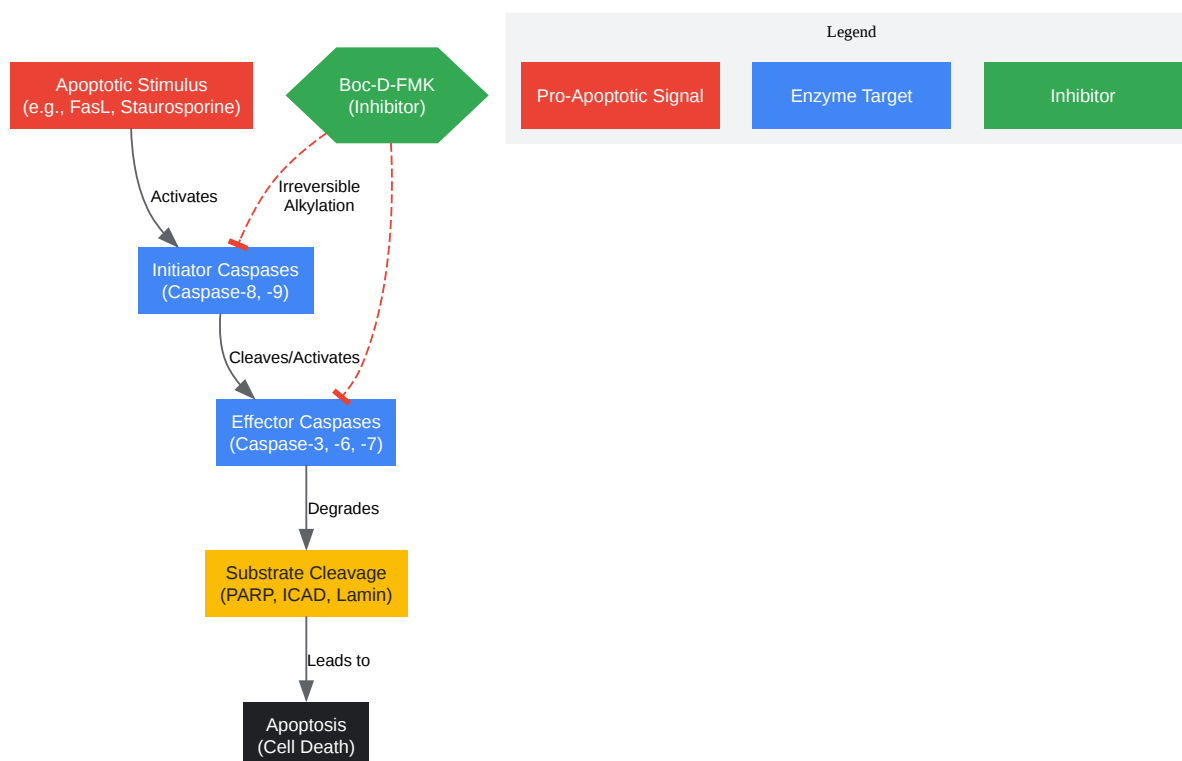 Legend
Apoptotic Stimulus
(e.g., FasL, Staurosporine)
Boc-D-FMK
(Inhibitor)
Pro-Apoptotic Signal
Enzyme Target
Inhibitor
Activates
Irreversible
Alkylation
Initiator Caspases
(Caspase-8, -9)
Cleaves/Activates
Effector Caspases
(Caspase-3, -6, -7)
Degrades
Substrate Cleavage
(PARP, ICAD, Lamin)
Leads to
Apoptosis
(Cell Death)